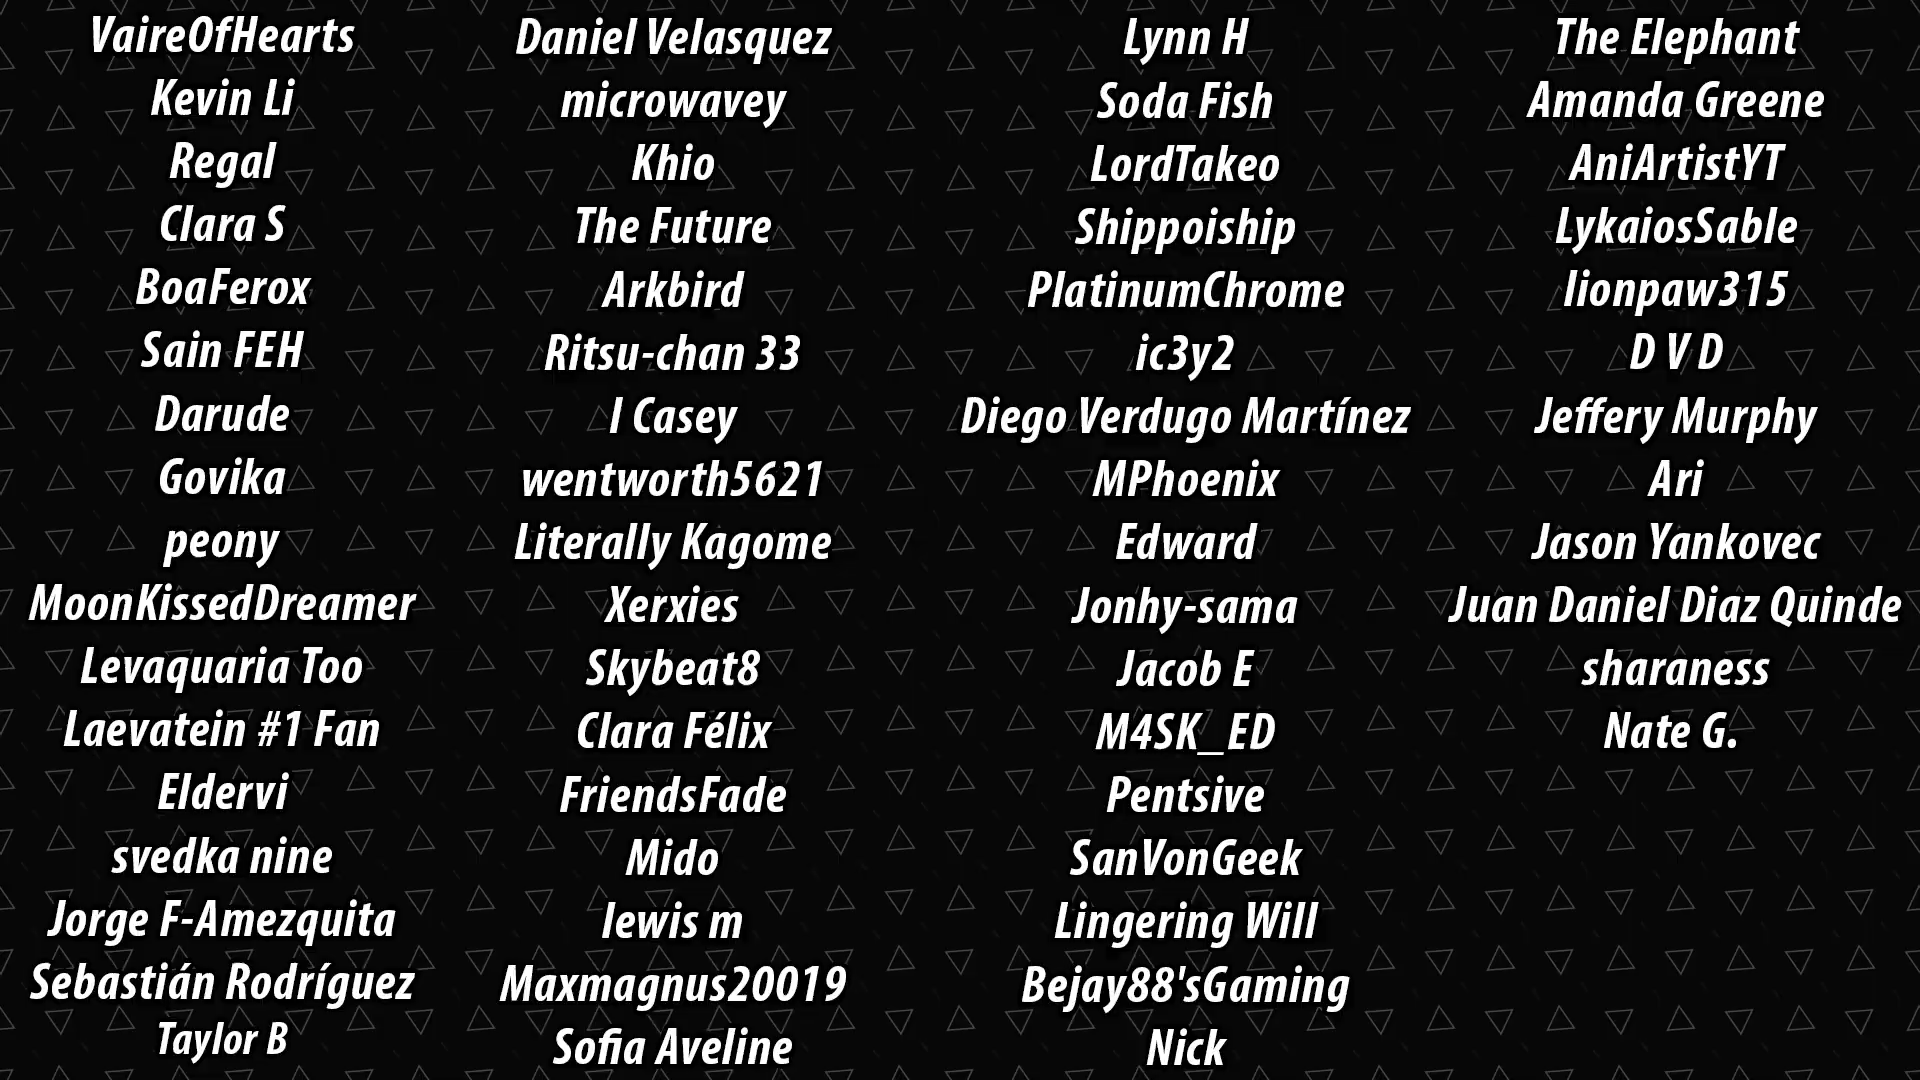 VaireOfHearts
Kevin Li
Regal
Clara S
BoaFerox
Sain FEH
Darude
Govika
peony
MoonKissedDreamer
Levaquaria Too
Laevatein #1 Fan
Eldervi
svedka nine
Jorge F-Amezquita
Sebastián Rodríguez
Taylor B
Daniel Velasquez
microwavey
Khio
The Future
Arkbird
Ritsu-chan 33
I Casey
wentworth5621
Literally Kagome
Xerxies
Skybeat8
Clara Félix
FriendsFade
Mido
lewis m
Maxmagnus20019
Sofia Aveline
Lynn H
Soda Fish
LordTakeo
Shippoiship
PlatinumChrome
ic3y2
Diego Verdugo Martínez
MPhoenix
Edward
Jonhy-sama
Jacob E
M4SK_ED
Pentsive
SanVonGeek
Lingering Will
Bejay88'sGaming
Nick
The Elephant
Amanda Greene
AniArtistYT
LykaiosSable
lionpaw315
D V D
Jeffery Murphy
Ari
Jason Yankovec
Juan Daniel Diaz Quinde
sharaness
Nate G.